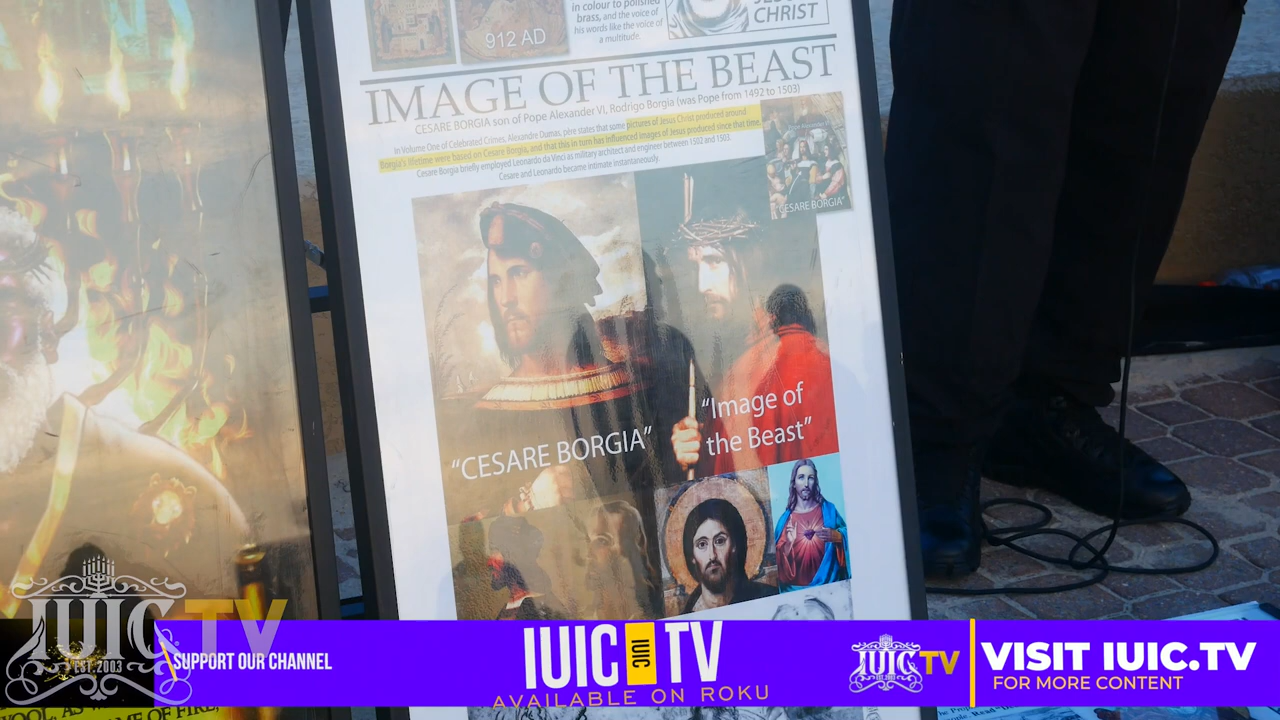 in colour to polished
brass, and the voice of
his words like the voice of
a multitude.
912 AD
CHRIST
IMAGE OF THE BEAST
CESARE BORGIA son of Pope Alexander VI, Rodrigo Borgia (was Pope from 1492 to 1503)
In Volume One of Celebrated Crimes, Alexandre Dumas, père states that some pictures of Jesus Christ produced around
Borgia's lifetime were based on Cesare Borgia, and that this in turn has influenced images of Jesus produced since that time.
Cesare Borgia briefly employed Leonardo da Vinci as military architect and engineer between 1502 and 1503.
Cesare and Leonardo became intimate instantaneously.
"CESARE BORGIA"
"CESARE BORGIA"
"Image of
the Beast"
IUIC TV
EST. 2003
SUPPORT OUR CHANNEL
IUIC IUIC TV
AVAILABLE ON ROKU
IUIC TV
VISIT IUIC.TV
FOR MORE CONTENT